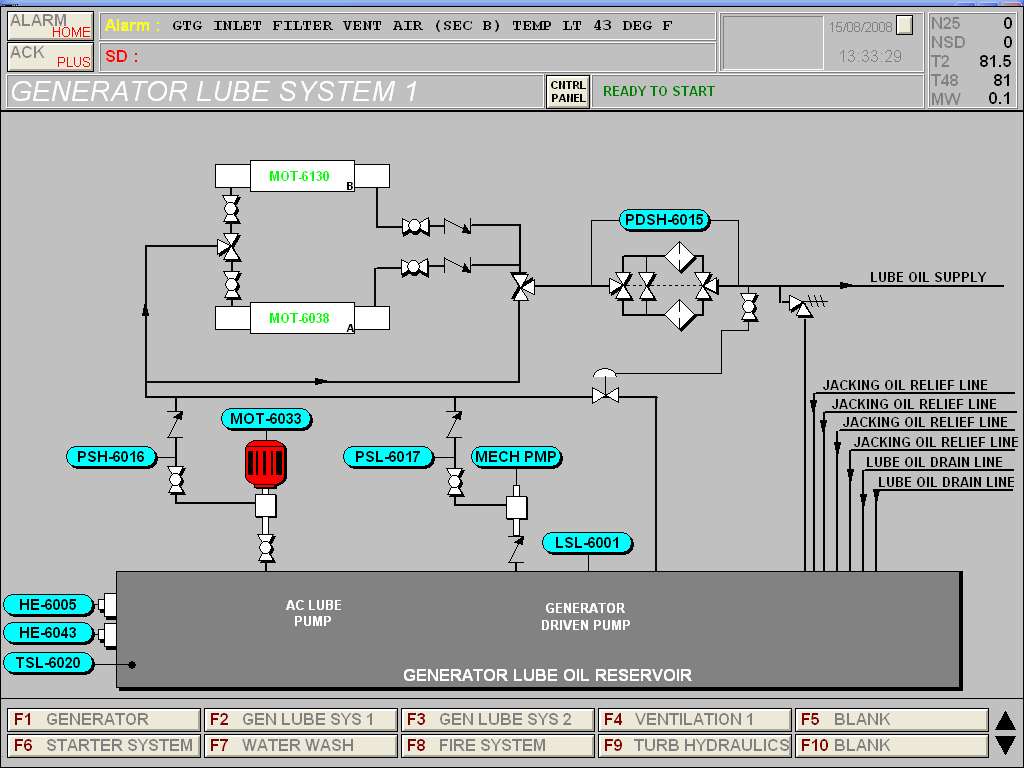 ALARM
HOME
Alarm : GTG INLET FILTER VENT AIR (SEC B) TEMP LT 43 DEG F
15/08/2008
N25 0
ACK
PLUS
SD :
13:33:29
NSD 0
T2 81.5
GENERATOR LUBE SYSTEM 1
CNTRL
PANEL
READY TO START
T48 81
MW 0.1
MOT-6130
B
PDSH-6015
LUBE OIL SUPPLY
MOT-6038
A
JACKING OIL RELIEF LINE
JACKING OIL RELIEF LINE
JACKING OIL RELIEF LINE
JACKING OIL RELIEF LINE
LUBE OIL DRAIN LINE
LUBE OIL DRAIN LINE
MOT-6033
PSH-6016
PSL-6017
MECH PMP
LSL-6001
HE-6005
HE-6043
TSL-6020
AC LUBE
PUMP
GENERATOR
DRIVEN PUMP
GENERATOR LUBE OIL RESERVOIR
F1 GENERATOR
F2 GEN LUBE SYS 1
F3 GEN LUBE SYS 2
F4 VENTILATION 1
F5 BLANK
F6 STARTER SYSTEM
F7 WATER WASH
F8 FIRE SYSTEM
F9 TURB HYDRAULICS
F10 BLANK